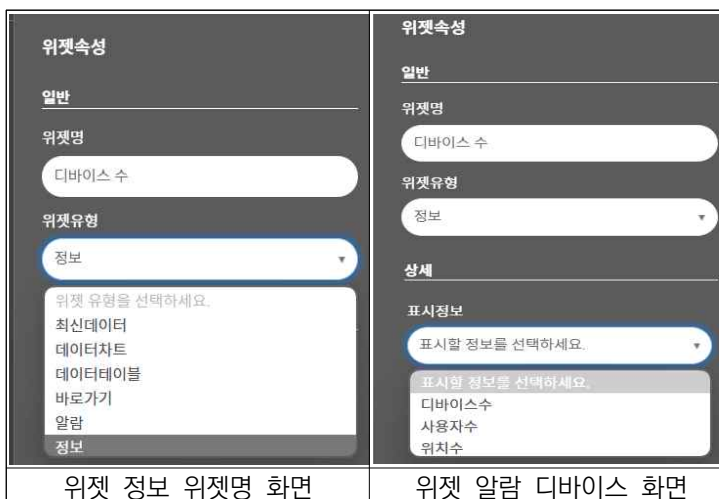 위젯속성
일반
위젯명
디바이스 수
위젯유형
정보
위젯 유형을 선택하세요.
최신데이터
데이터차트
데이터테이블
바로가기
알람
정보
위젯 정보 위젯명 화면
위젯속성
일반
위젯명
디바이스 수
위젯유형
정보
상세
표시정보
표시할 정보를 선택하세요.
표시할 정보를 선택하세요.
디바이스수
사용자수
위치수
위젯 알람 디바이스 화면